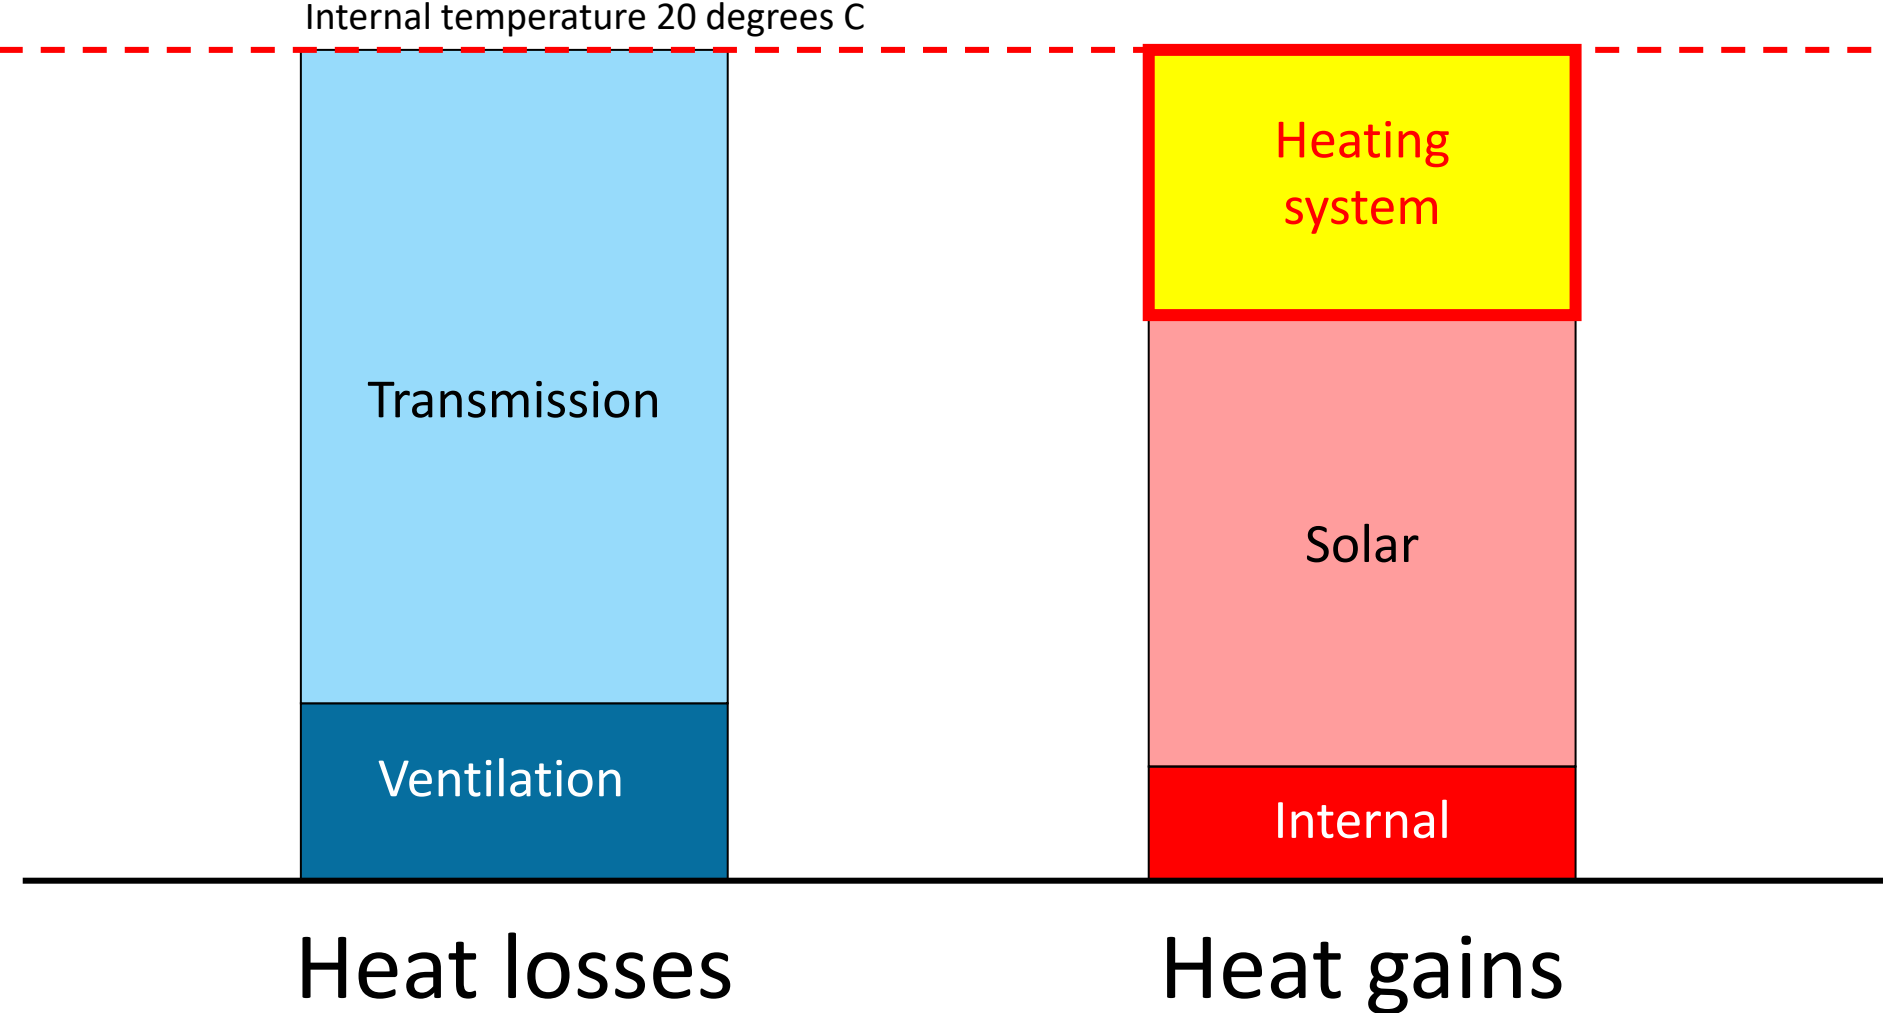 Internal temperature 20 degrees C
Heating
system
Transmission
Solar
Ventilation
Internal
Heat losses
Heat gains